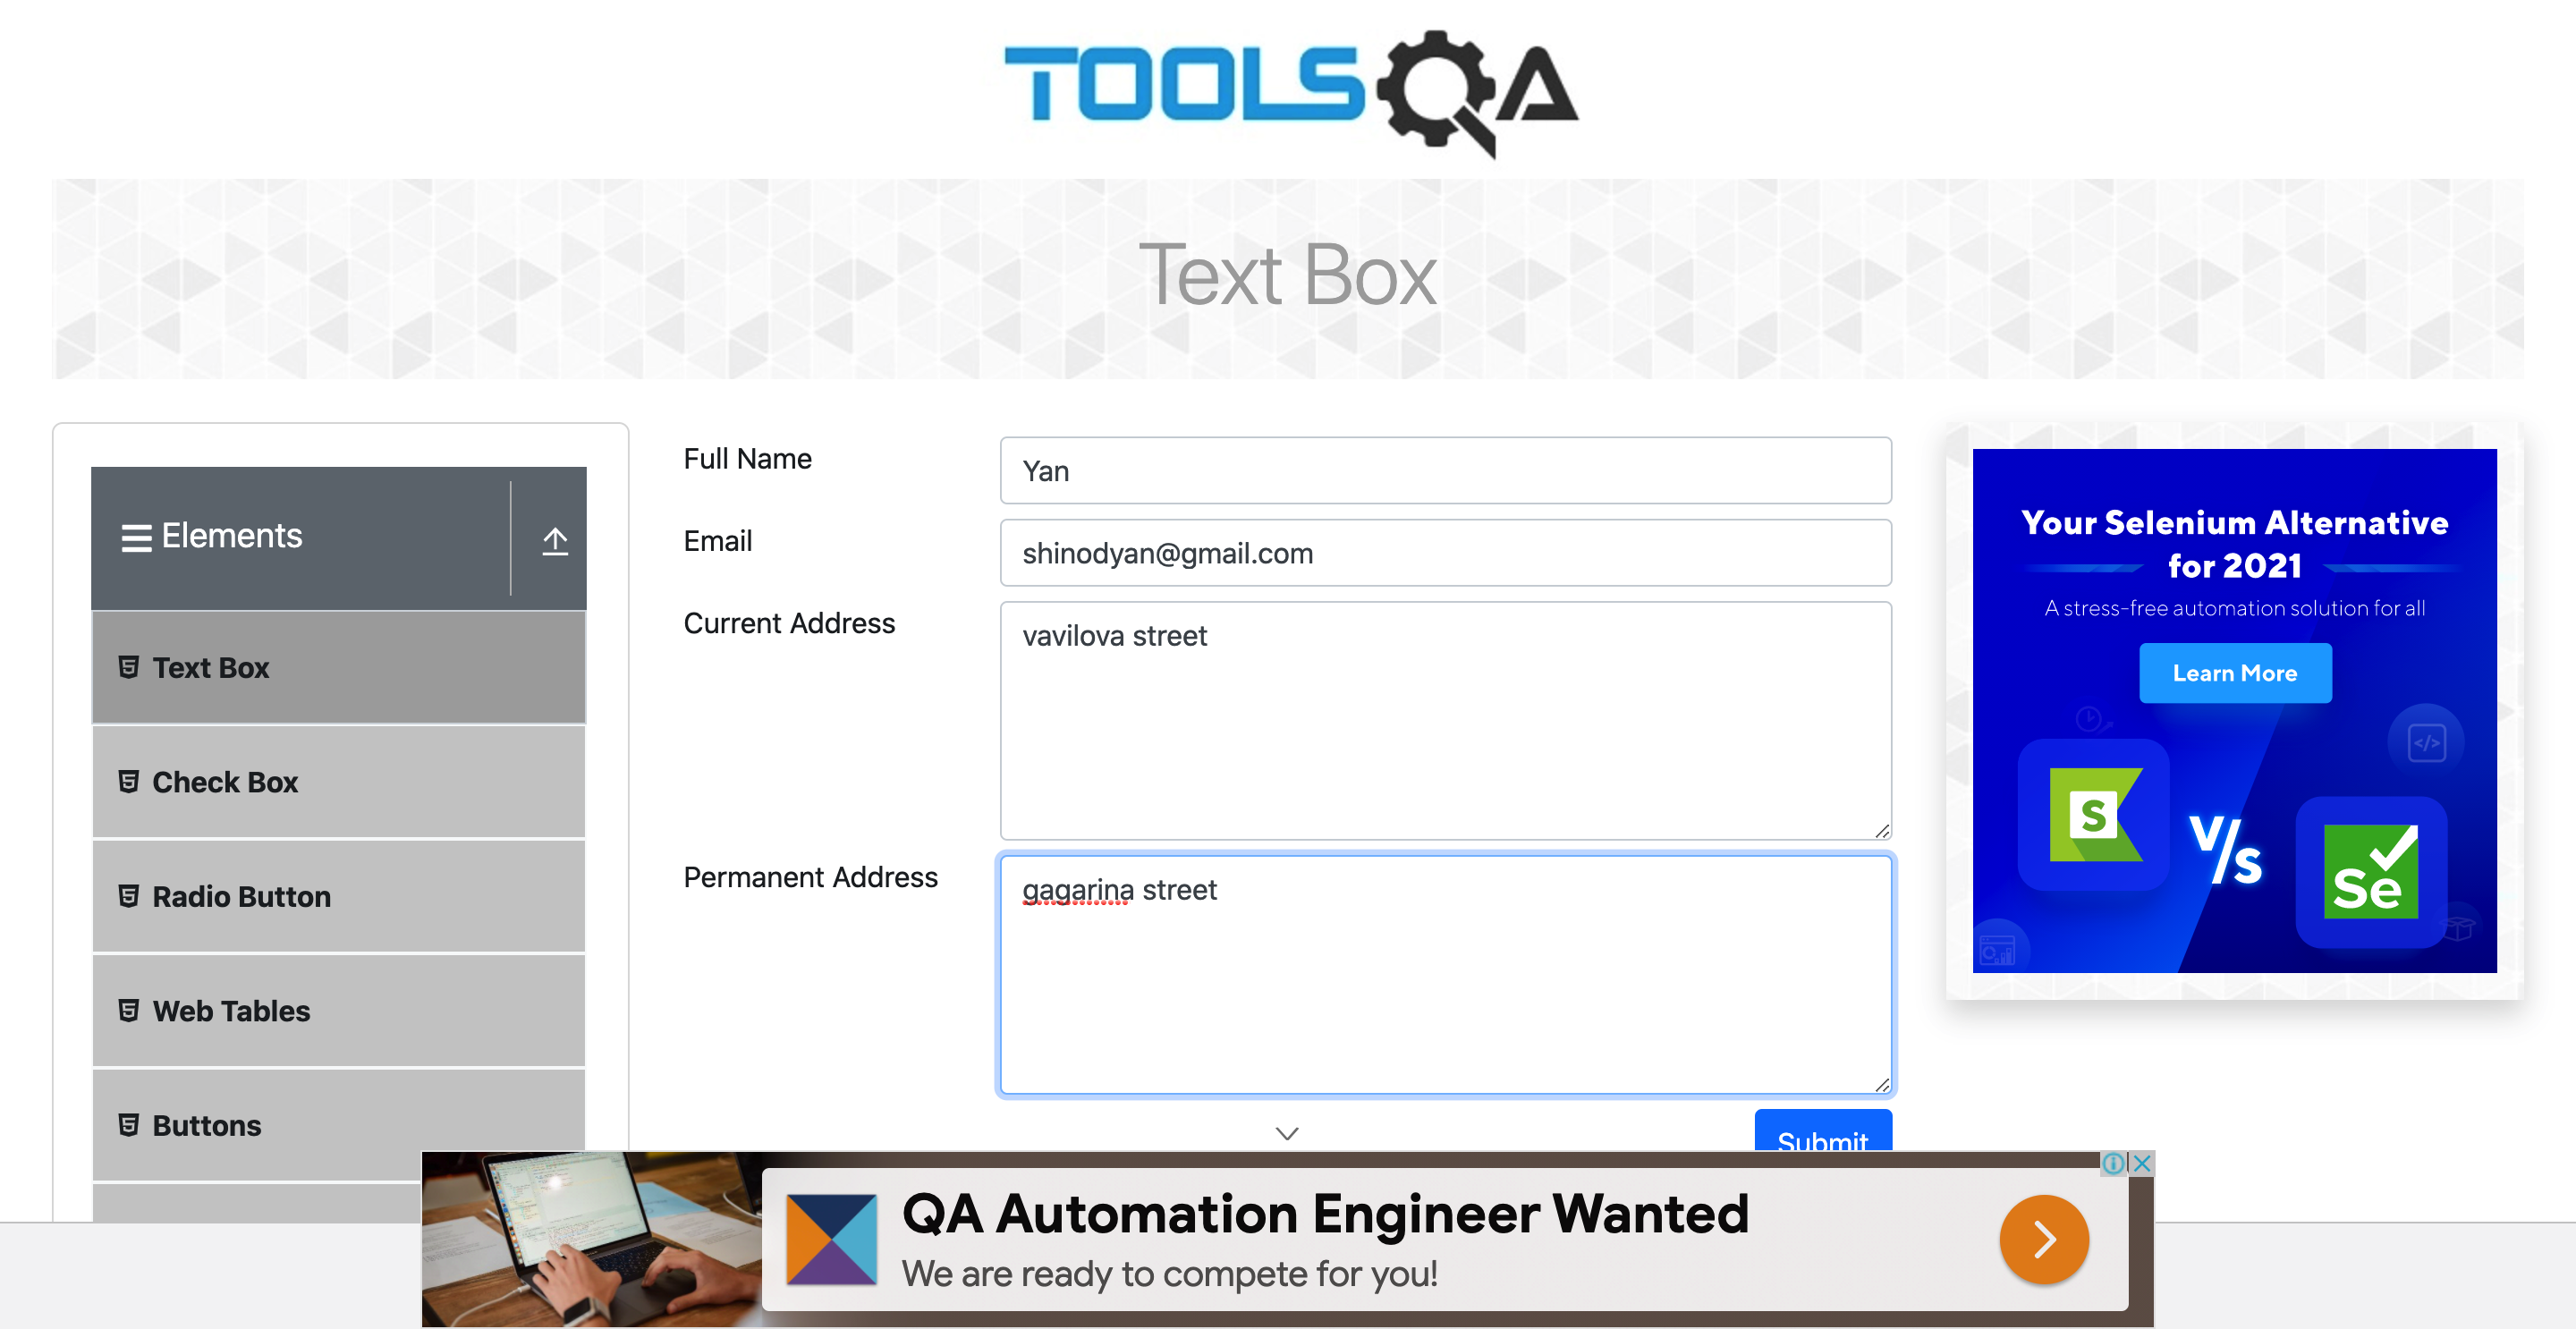 TOOLSQA
Text Box
Elements
Text Box
Check Box
Radio Button
Web Tables
Buttons
Full Name
Yan
Email
shinodyan@gmail.com
Current Address
vavilova street
Permanent Address
gagarina street
Submit
Your Selenium Alternative
for 2021
A stress-free automation solution for all
Learn More
S
V/s
Se
QA Automation Engineer Wanted
We are ready to compete for you!